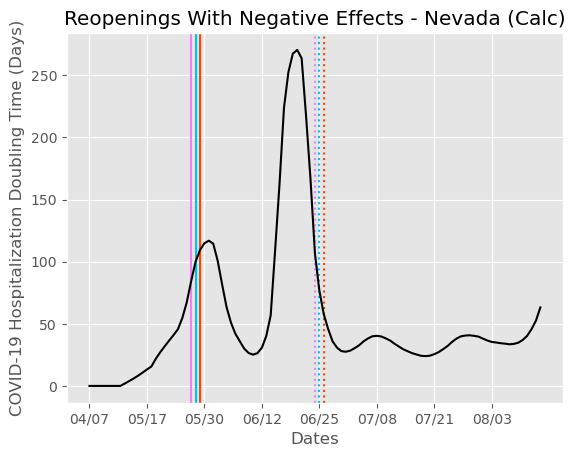 Reopenings With Negative Effects - Nevada (Calc)
COVID-19 Hospitalization Doubling Time (Days)
250
200
150
100
50
0
04/07 05/17 05/30 06/12 06/25 07/08 07/21 08/03
Dates